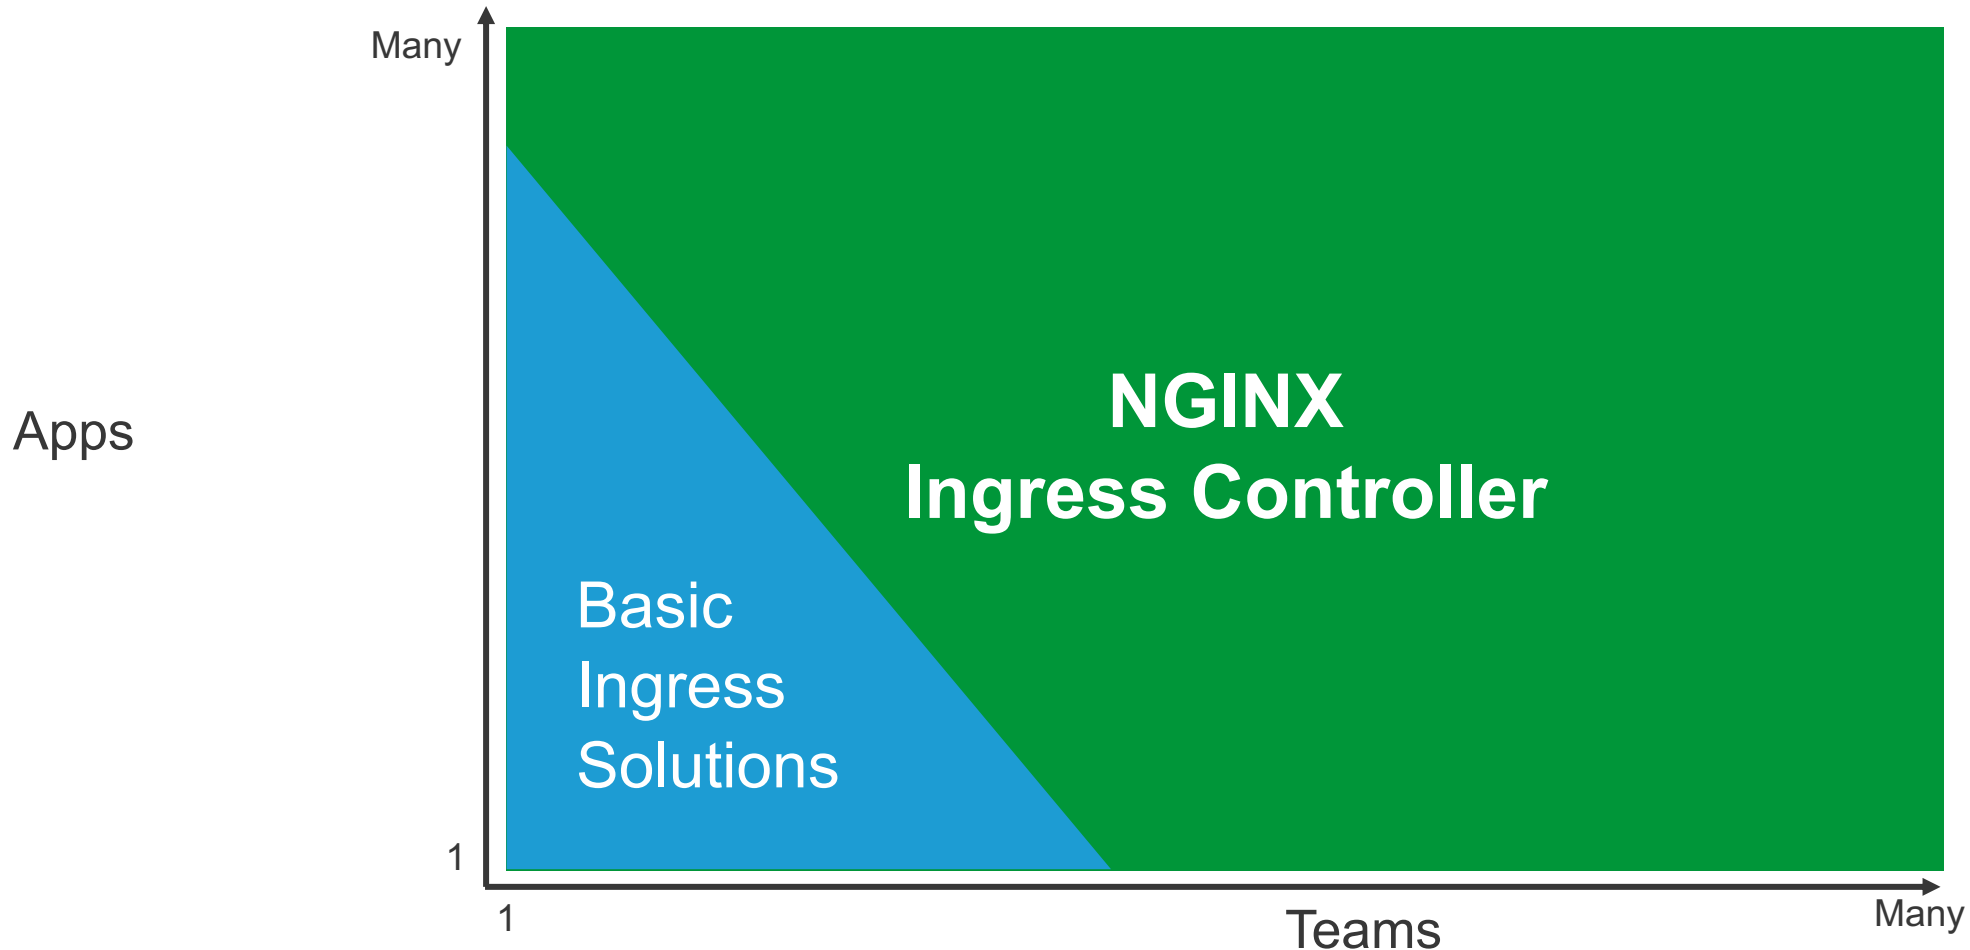 Many
Apps
NGINX
Ingress Controller
Basic
Ingress
Solutions
1
1
Teams
Many